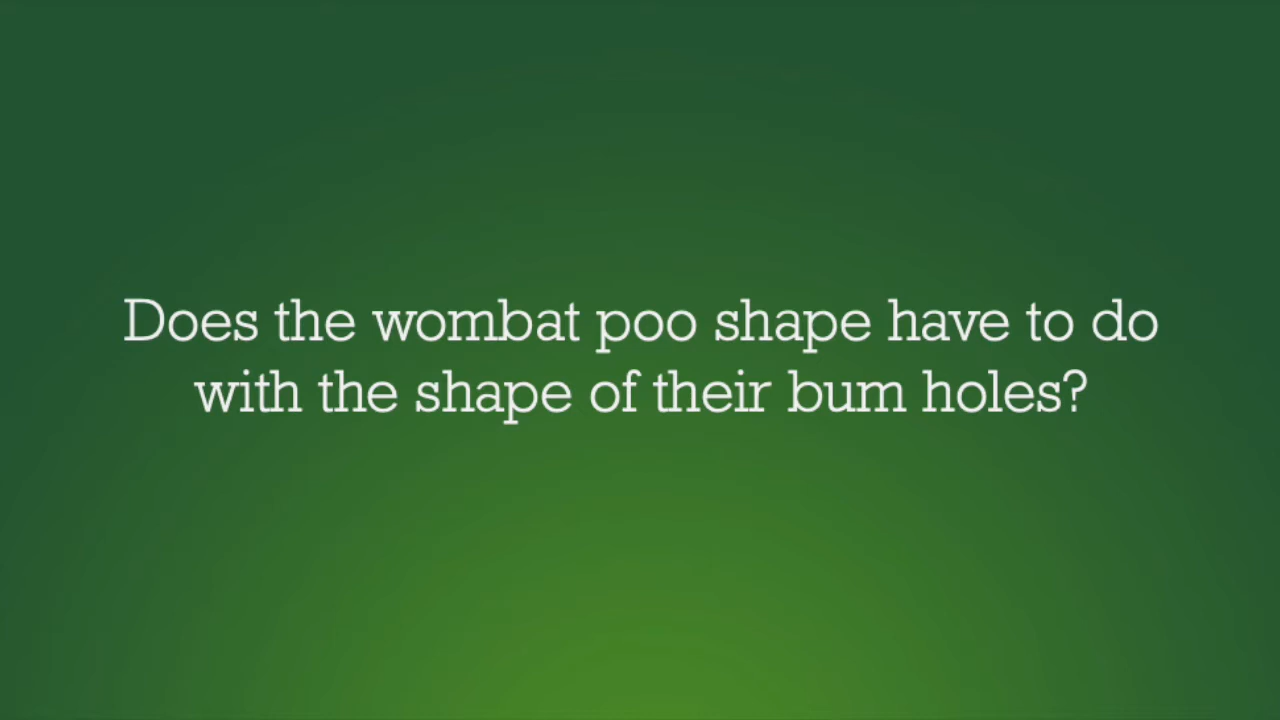 Does the wombat poo shape have to do
with the shape of their bum holes?